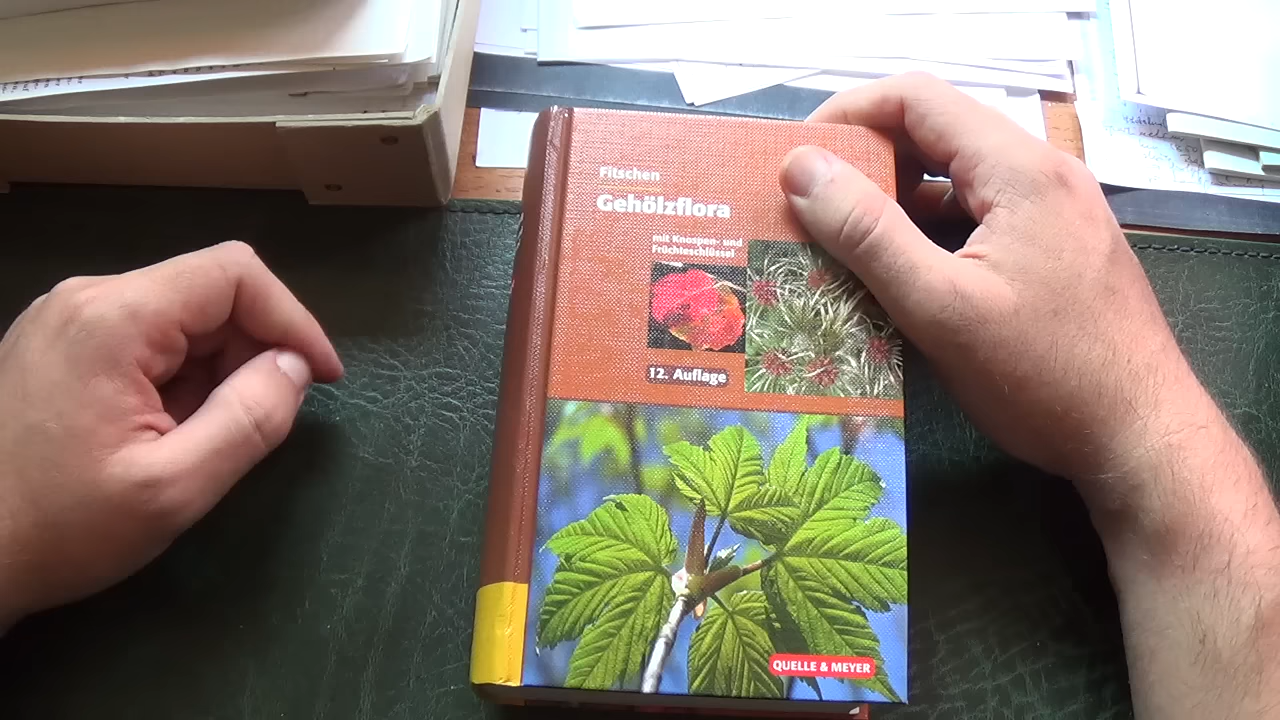 Fitschen
Gehölzflora
mit Knospen- und
Früchteschlüssel
12. Auflage
QUELLE & MEYER